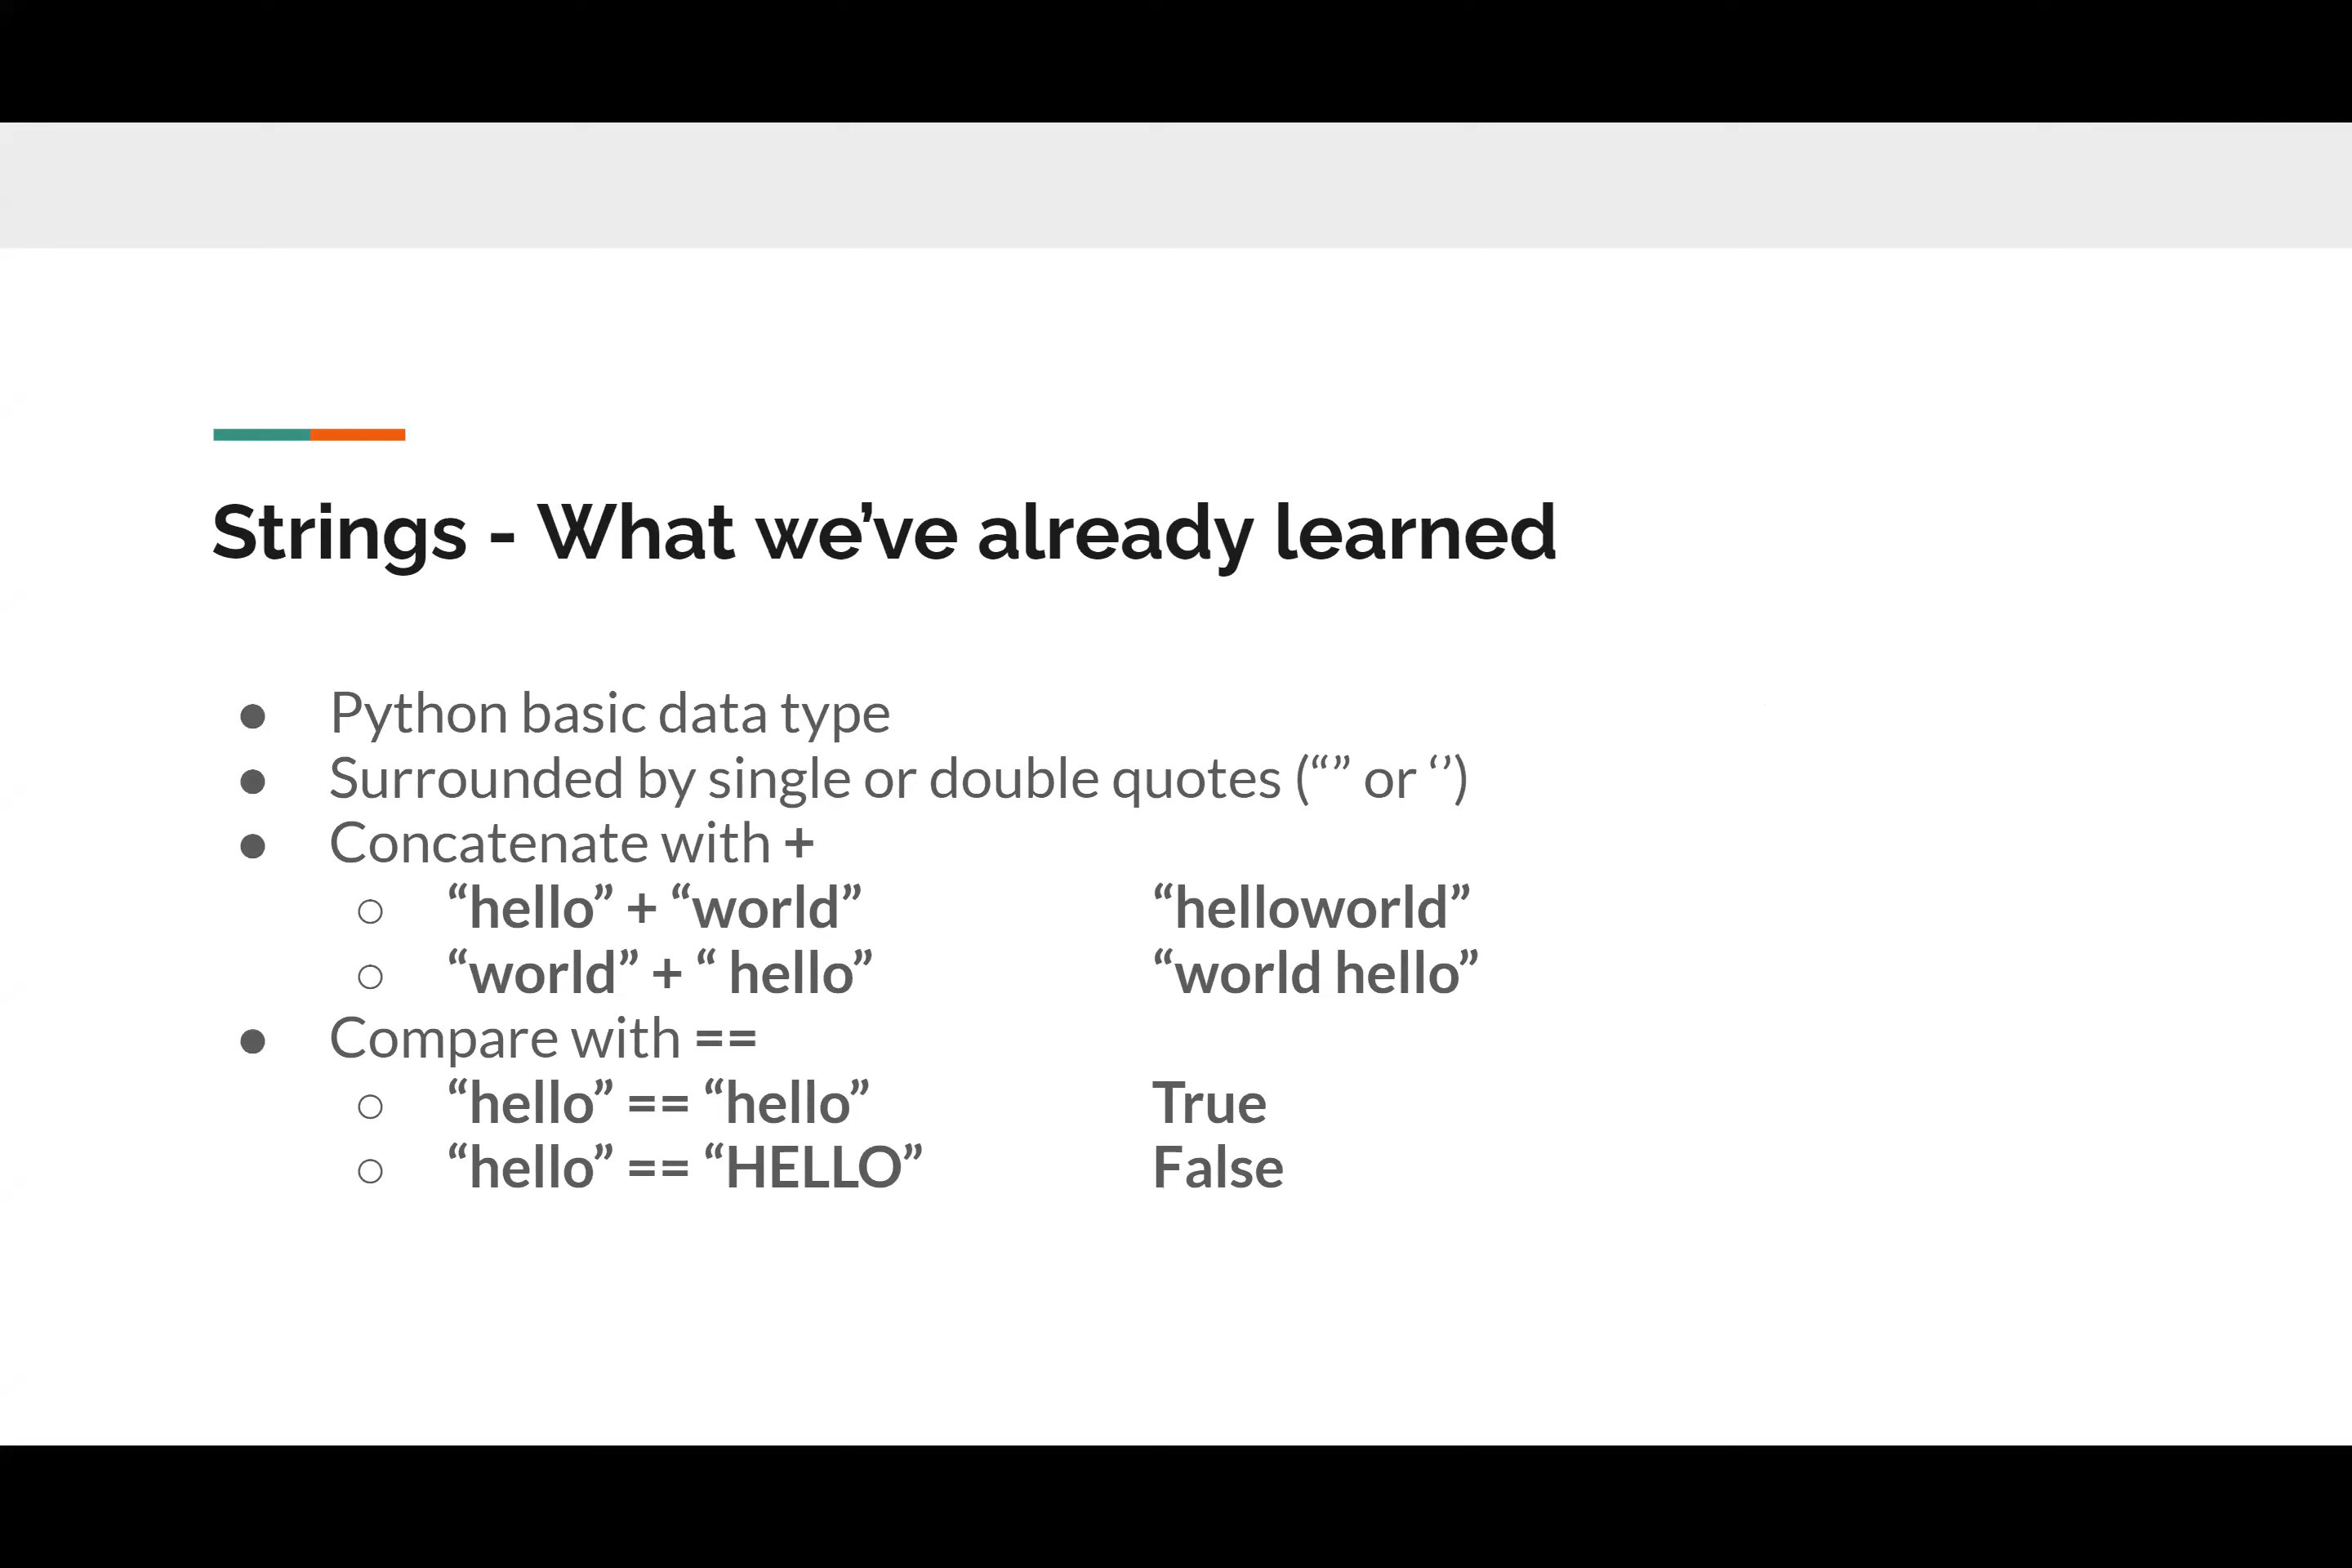 Strings - What we’ve already learned
● Python basic data type
● Surrounded by single or double quotes (“” or ‘’)
● Concatenate with +
○ “hello” + “world” “helloworld”
○ “world” + “ hello” “world hello”
● Compare with ==
○ “hello” == “hello” True
○ “hello” == “HELLO” False